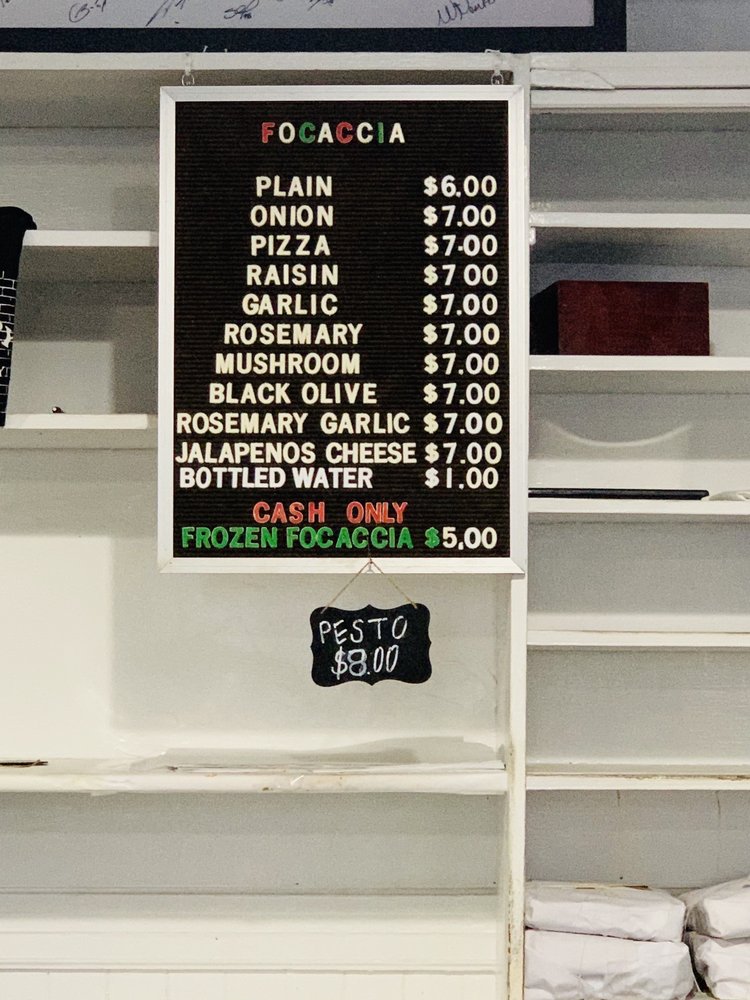 FOCACCIA
PLAIN $6.00
ONION $7.00
PIZZA $7.00
RAISIN $7 00
GARLIC $7.00
ROSEMARY $7.00
MUSHROOM $7.00
BLACK OLIVE $7.00
ROSEMARY GARLIC $7.00
JALAPENOS CHEESE $7.00
BOTTLED WATER $1.00
CASH ONLY
FROZEN FOCACCIA $5.00
PESTO
$8.00